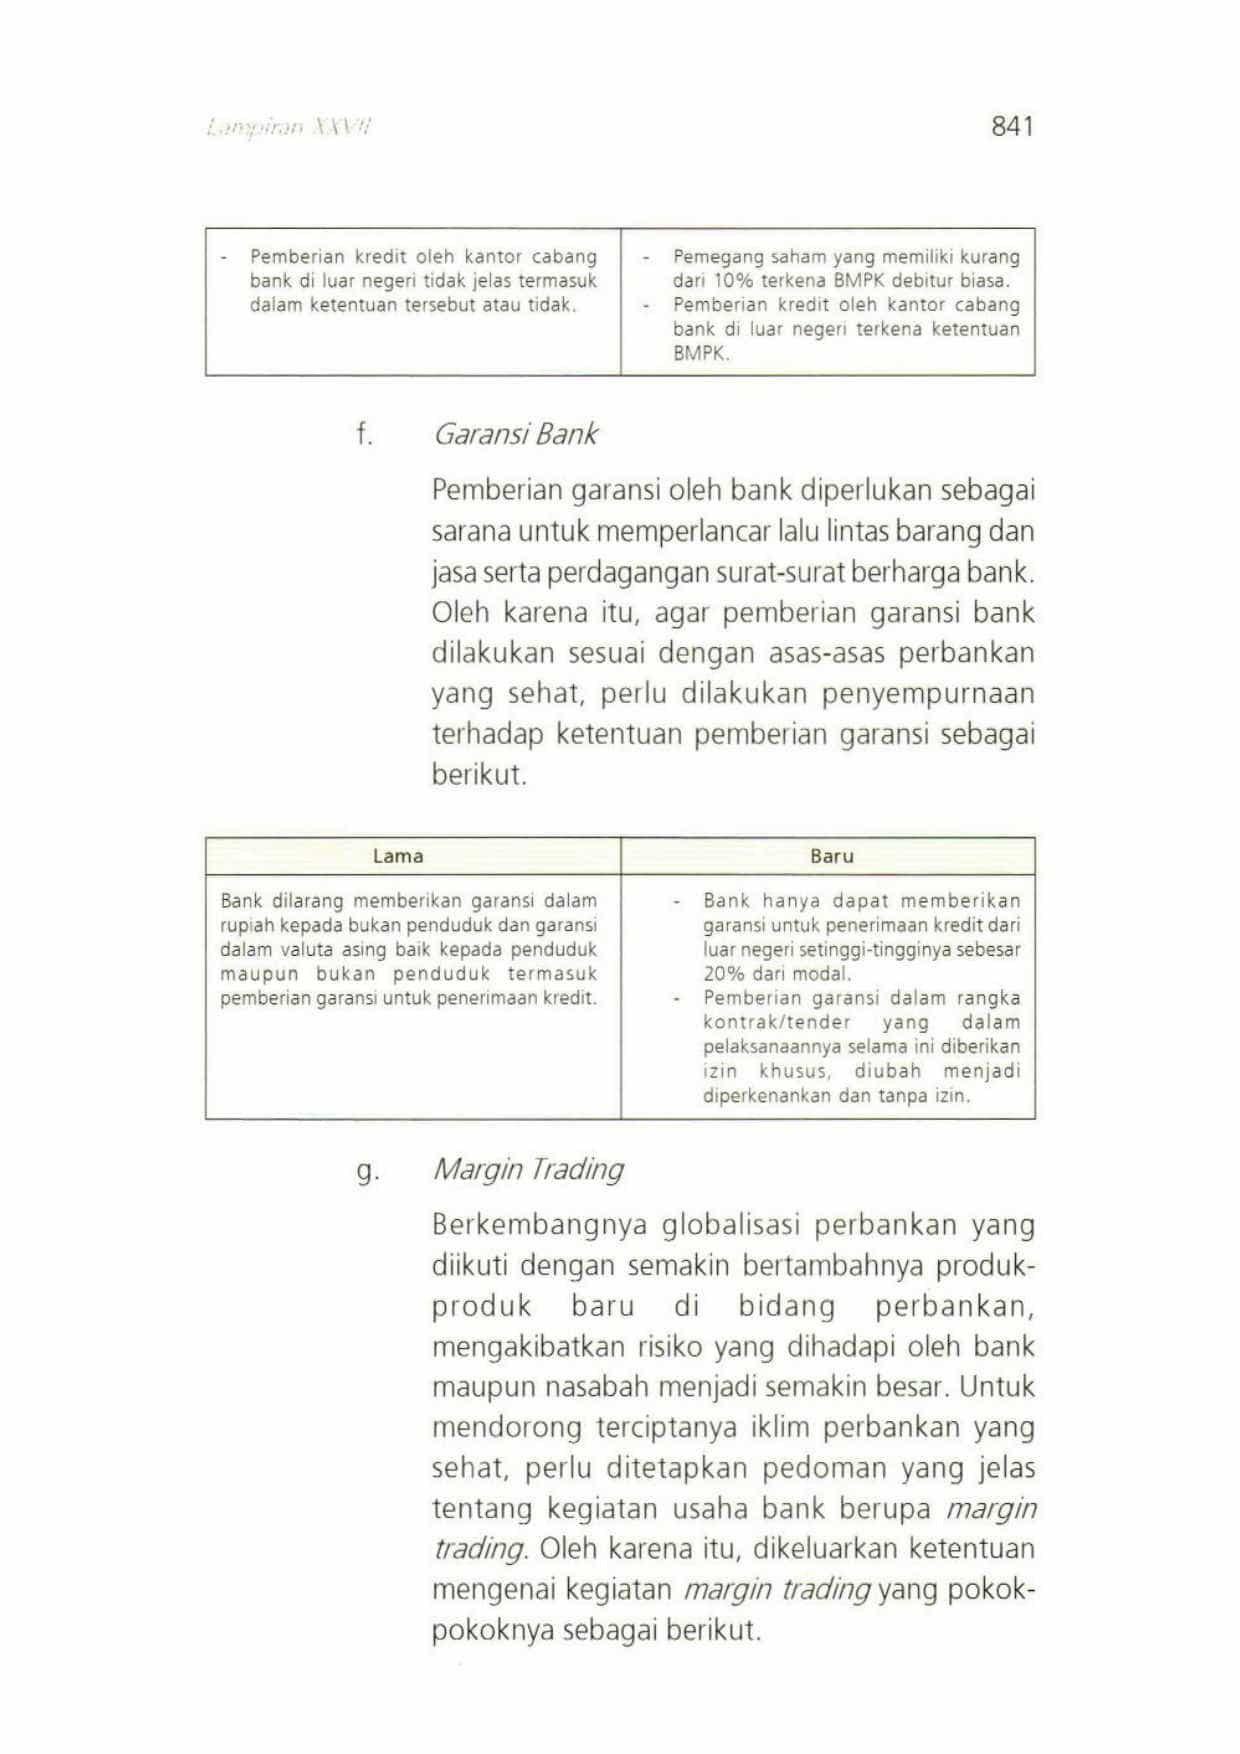 Lampiran XXVII
841
- Pemberian kredit oleh kantor cabang
bank di luar negeri tidak jelas termasuk
dalam ketentuan tersebut atau tidak.
- Pemegang saham yang memiliki kurang
dari 10% terkena BMPK debitur biasa.
- Pemberian kredit oleh kantor cabang
bank di luar negeri terkena ketentuan
BMPK.
f. Garansi Bank
Pemberian garansi oleh bank diperlukan sebagai
sarana untuk memperlancar lalu lintas barang dan
jasa serta perdagangan surat-surat berharga bank.
Oleh karena itu, agar pemberian garansi bank
dilakukan sesuai dengan asas-asas perbankan
yang sehat, perlu dilakukan penyempurnaan
terhadap ketentuan pemberian garansi sebagai
berikut.
Lama
Baru
Bank dilarang memberikan garansi dalam
rupiah kepada bukan penduduk dan garansi
dalam valuta asing baik kepada penduduk
maupun bukan penduduk termasuk
pemberian garansi untuk penerimaan kredit.
- Bank hanya dapat memberikan
garansi untuk penerimaan kredit dari
luar negeri setinggi-tingginya sebesar
20% dari modal.
- Pemberian garansi dalam rangka
kontrak/tender yang dalam
pelaksanaannya selama ini diberikan
izin khusus, diubah menjadi
diperkenankan dan tanpa izin.
g. Margin Trading
Berkembangnya globalisasi perbankan yang
diikuti dengan semakin bertambahnya produk-
produk baru di bidang perbankan,
mengakibatkan risiko yang dihadapi oleh bank
maupun nasabah menjadi semakin besar. Untuk
mendorong terciptanya iklim perbankan yang
sehat, perlu ditetapkan pedoman yang jelas
tentang kegiatan usaha bank berupa margin
trading. Oleh karena itu, dikeluarkan ketentuan
mengenai kegiatan margin trading yang pokok-
pokoknya sebagai berikut.